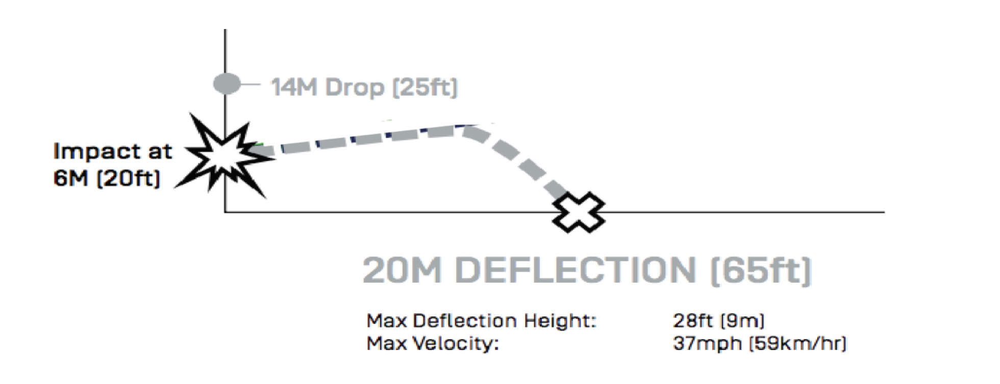 14M Drop (25ft)
Impact at
6M (20ft)
20M DEFLECTION (65ft)
Max Deflection Height: 28ft (9m)
Max Velocity: 37mph (59km/hr)